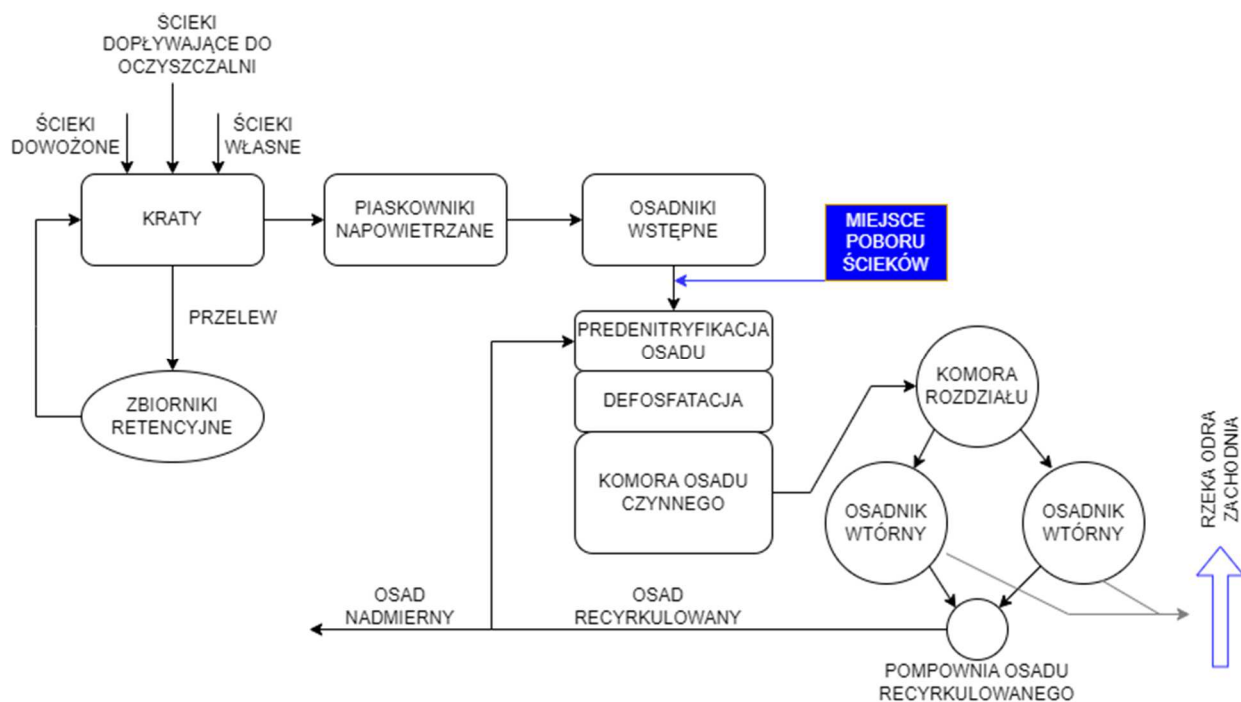 ŚCIEKI
DOPŁYWAJĄCE DO
OCZYSZCZALNI
ŚCIEKI
DOWOŻONE
ŚCIEKI
WŁASNE
KRATY
PIASKOWNIKI
NAPOWIETRZANE
OSADNIKI
WSTĘPNE
MIEJSCE
POBORU
ŚCIEKÓW
PRZELEW
ZBIORNIKI
RETENCYJNE
PREDENITRYFIKACJA
OSADU
DEFOSFATACJA
KOMORA OSADU
CZYNNEGO
KOMORA
ROZDZIAŁU
OSADNIK
WTÓRNY
OSADNIK
WTÓRNY
RZEKA ODRA
ZACHODNIA
OSAD
NADMIERNY
OSAD
RECYRKULOWANY
POMPOWNIA OSADU
RECYRKULOWANEGO